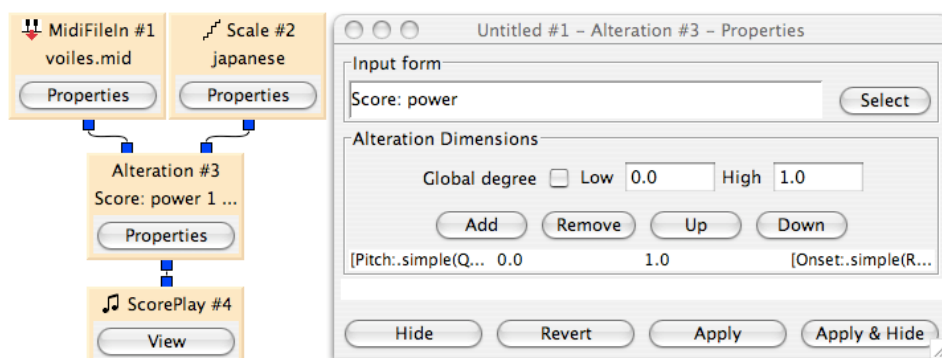 MidiFileIn #1
voiles.mid
Properties
Scale #2
japanese
Properties
Alteration #3
Score: power 1 ...
Properties
ScorePlay #4
View
Untitled #1 – Alteration #3 – Properties
Input form
Score: power
Select
Alteration Dimensions
Global degree Low 0.0 High 1.0
Add Remove Up Down
[Pitch:.simple(Q... 0.0 1.0 [Onset:.simple(R...
Hide Revert Apply Apply & Hide